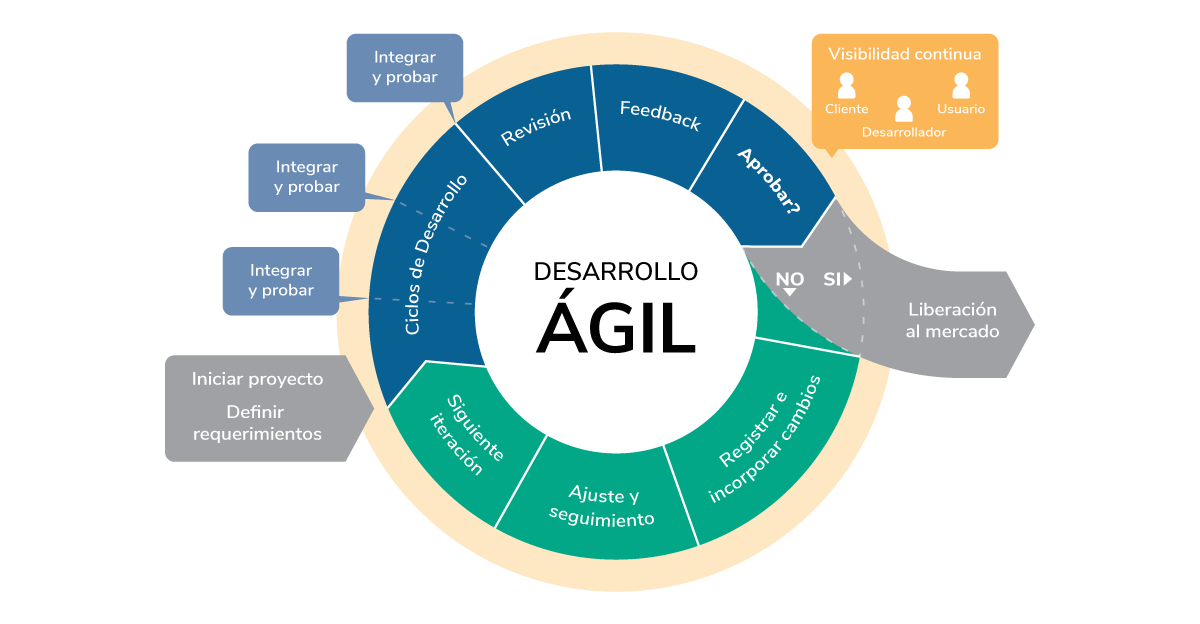 Integrar
y probar
Visibilidad continua
Cliente
Usuario
Desarrollador
Revisión
Feedback
Aprobar?
Integrar
y probar
Ciclos de Desarrollo
Integrar
y probar
DESARROLLO
ÁGIL
NO
SI
Liberación
al mercado
Iniciar proyecto
Definir
requerimientos
Siguiente
iteración
Ajuste y
seguimiento
Registrar e
incorporar cambios